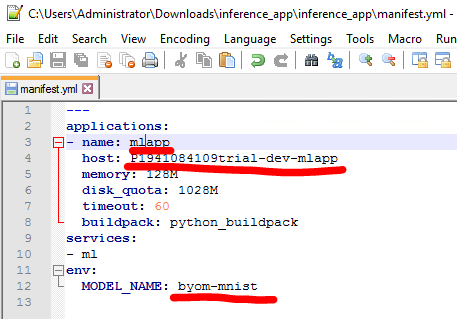 C:\Users\Administrator\Downloads\inference_app\inference_app\manifest.yml -
File Edit Search View Encoding Language Settings Tools Macro Run
manifest.yml
1 ---
2 applications:
3 - name: mlapp
4 host: P1941084109trial-dev-mlapp
5 memory: 128M
6 disk_quota: 1028M
7 timeout: 60
8 buildpack: python_buildpack
9 services:
10 - ml
11 env:
12 MODEL_NAME: byom-mnist
13